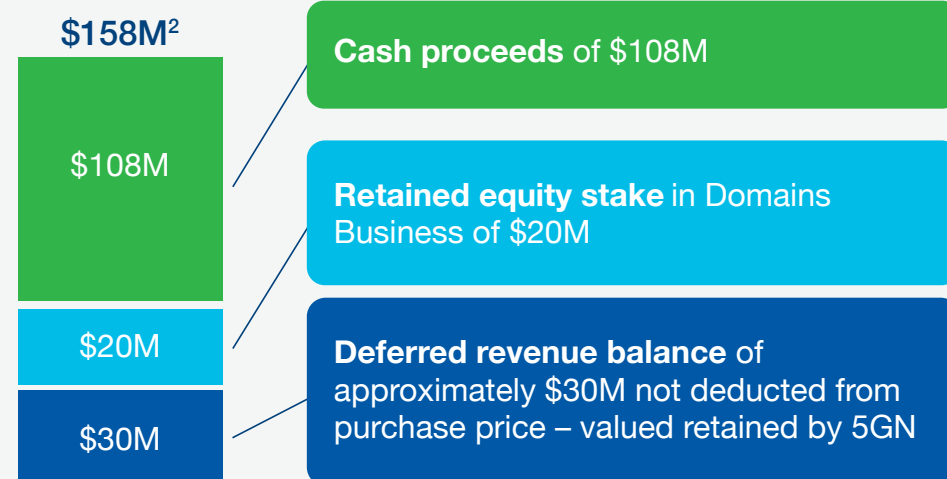 $158M²
$108M
$20M
$30M
Cash proceeds of $108M
Retained equity stake in Domains
Business of $20M
Deferred revenue balance of
approximately $30M not deducted from
purchase price – valued retained by 5GN